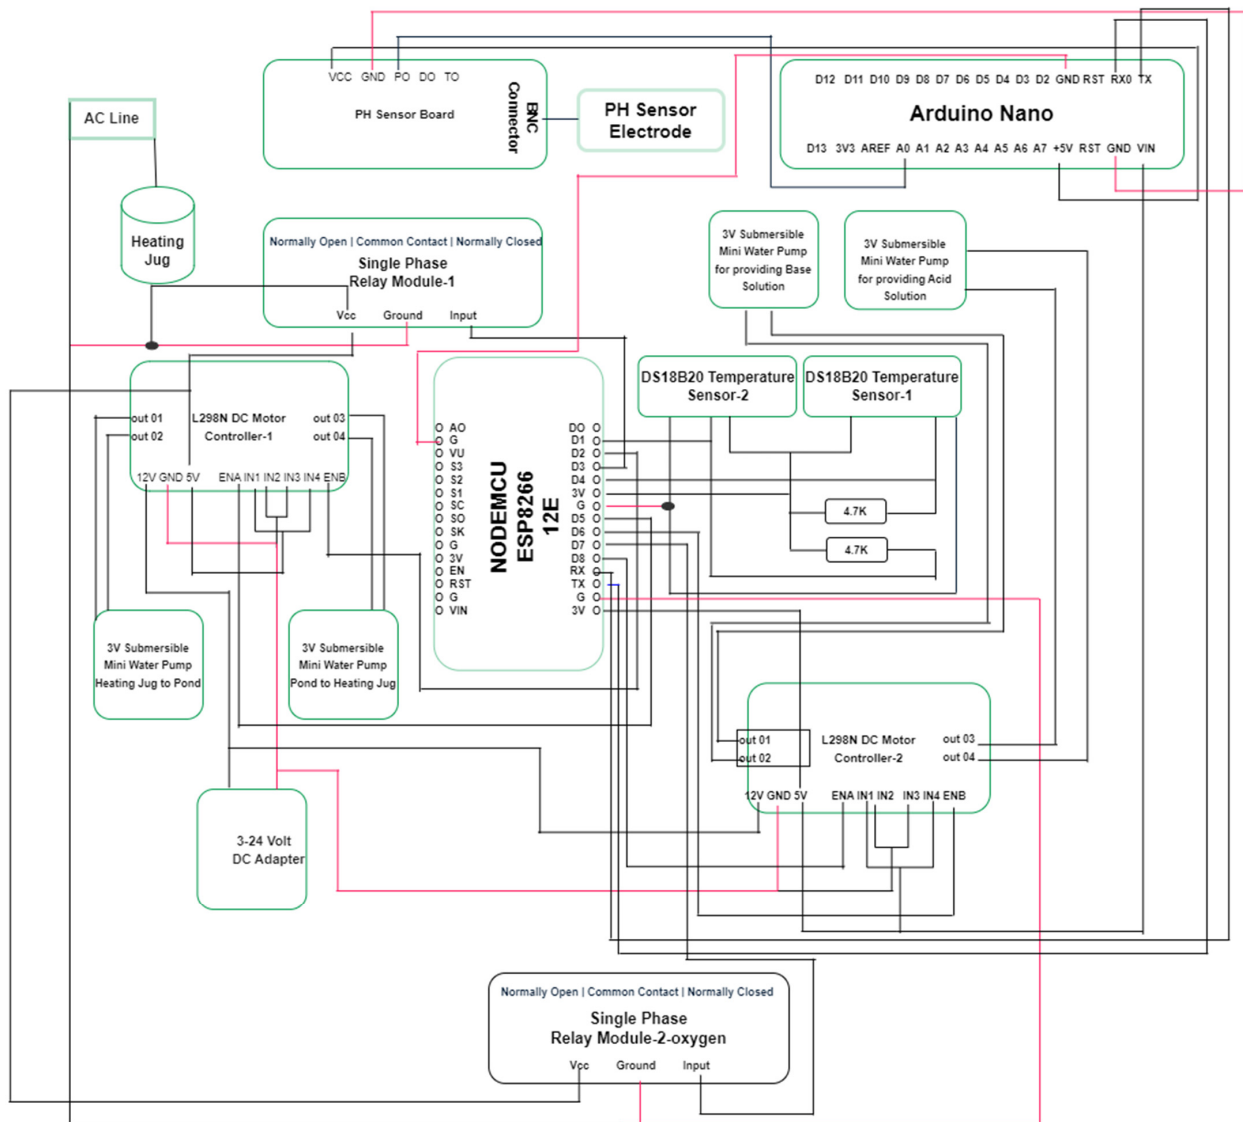 VCC GND PO DO TO
PH Sensor Board
BNC
Connector
PH Sensor
Electrode
D12 D11 D10 D9 D8 D7 D6 D5 D4 D3 D2 GND RST RX0 TX
Arduino Nano
D13 3V3 AREF A0 A1 A2 A3 A4 A5 A6 A7 +5V RST GND VIN
AC Line
Heating
Jug
Normally Open | Common Contact | Normally Closed
Single Phase
Relay Module-1
Vcc Ground Input
3V Submersible
Mini Water Pump
for providing Base
Solution
3V Submersible
Mini Water Pump
for providing Acid
Solution
DS18B20 Temperature
Sensor-2
DS18B20 Temperature
Sensor-1
4.7K
4.7K
out 01
out 02
L298N DC Motor
Controller-1
out 03
out 04
12V GND 5V ENA IN1 IN2 IN3 IN4 ENB
AO
G
VU
S3
S2
S1
SC
SO
SK
G
3V
EN
RST
G
VIN
NODEMCU
ESP8266
12E
DO
D1
D2
D3
D4
3V
G
D5
D6
D7
D8
RX
TX
G
3V
3V Submersible
Mini Water Pump
Heating Jug to Pond
3V Submersible
Mini Water Pump
Pond to Heating Jug
out 01
out 02
L298N DC Motor
Controller-2
out 03
out 04
12V GND 5V ENA IN1 IN2 IN3 IN4 ENB
3-24 Volt
DC Adapter
Normally Open | Common Contact | Normally Closed
Single Phase
Relay Module-2-oxygen
Vcc Ground Input